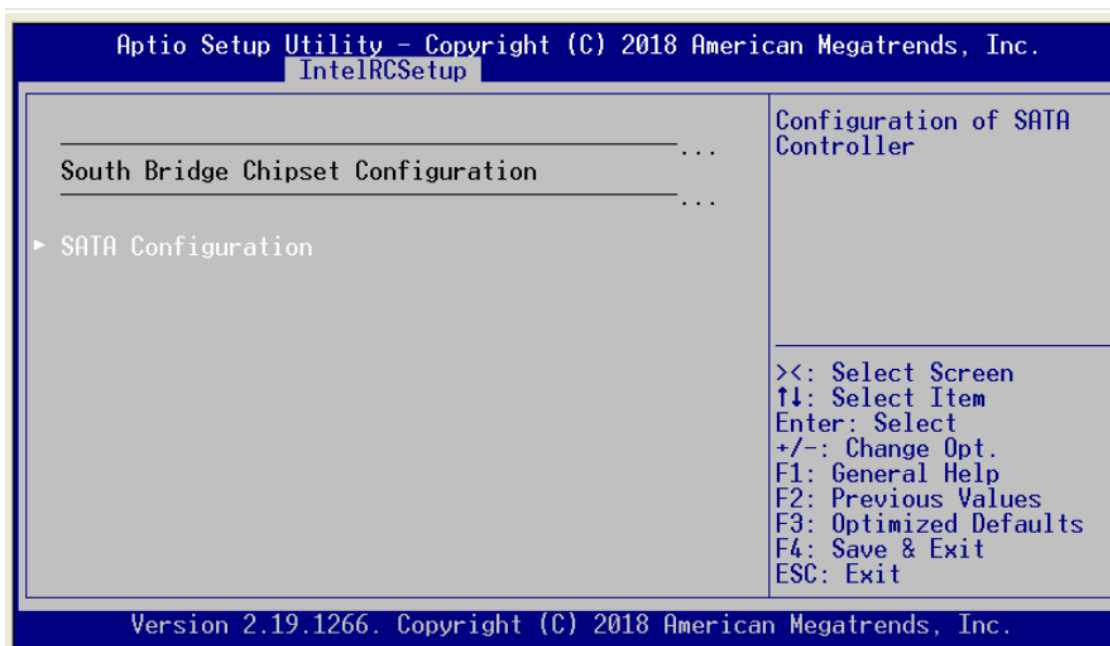 Aptio Setup Utility – Copyright (C) 2018 American Megatrends, Inc.
IntelRCSetup
...
South Bridge Chipset Configuration
...
► SATA Configuration
Configuration of SATA
Controller
><: Select Screen
↑↓: Select Item
Enter: Select
+/-: Change Opt.
F1: General Help
F2: Previous Values
F3: Optimized Defaults
F4: Save & Exit
ESC: Exit
Version 2.19.1266. Copyright (C) 2018 American Megatrends, Inc.